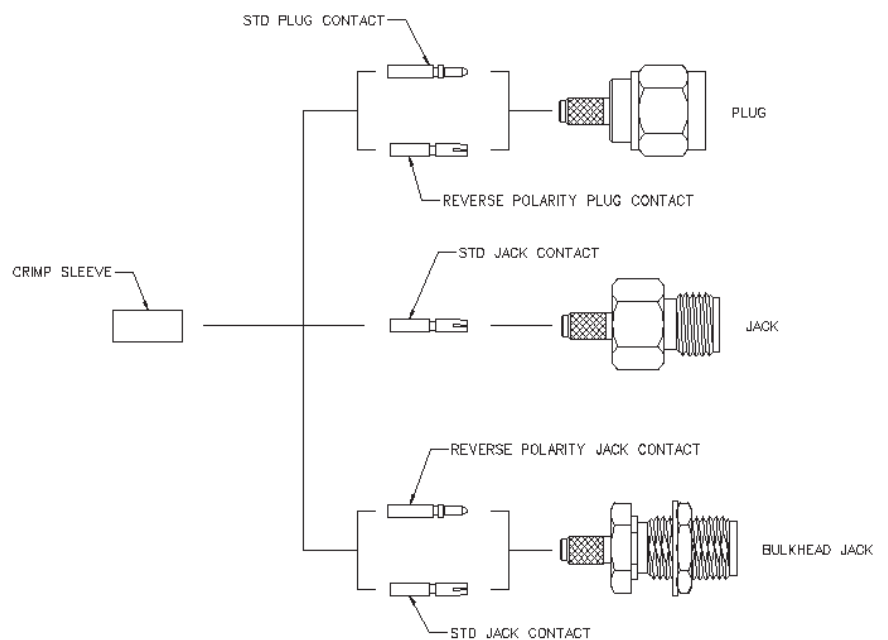 STD PLUG CONTACT
PLUG
REVERSE POLARITY PLUG CONTACT
STD JACK CONTACT
CRIMP SLEEVE
JACK
REVERSE POLARITY JACK CONTACT
BULKHEAD JACK
STD JACK CONTACT